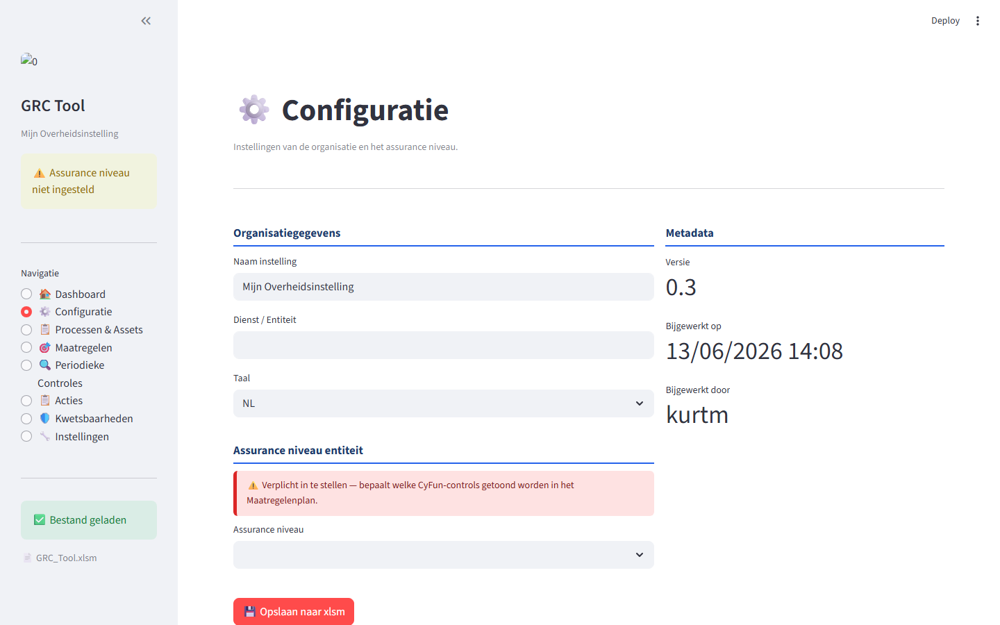 Deploy
0
GRC Tool
Mijn Overheidsinstelling
⚠️ Assurance niveau
niet ingesteld
Navigatie
🏠 Dashboard
⚙️ Configuratie
📋 Processen & Assets
🎯 Maatregelen
🔍 Periodieke
Controles
📋 Acties
🛡️ Kwetsbaarheden
🔧 Instellingen
✅ Bestand geladen
📄 GRC_Tool.xlsm
⚙️ Configuratie
Instellingen van de organisatie en het assurance niveau.
Organisatiegegevens
Naam instelling
Mijn Overheidsinstelling
Dienst / Entiteit
Taal
NL
Assurance niveau entiteit
⚠️ Verplicht in te stellen — bepaalt welke CyFun-controls getoond worden in het
Maatregelenplan.
Assurance niveau
💾 Opslaan naar xlsm
Metadata
Versie
0.3
Bijgewerkt op
13/06/2026 14:08
Bijgewerkt door
kurtm